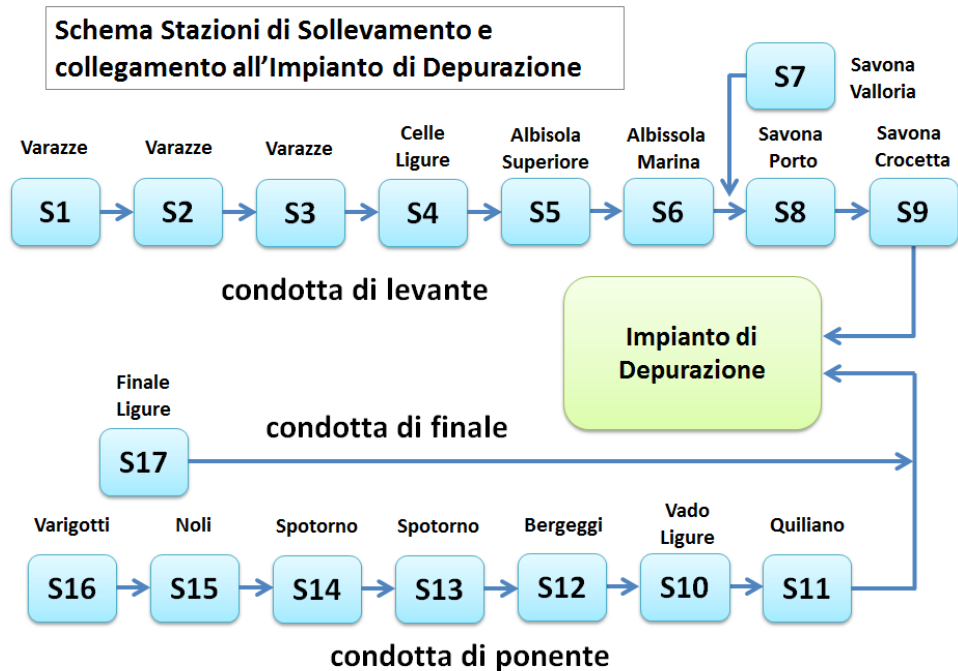 Schema Stazioni di Sollevamento e
collegamento all'Impianto di Depurazione
S7
Savona
Valloria
Varazze
Varazze
Varazze
Celle
Ligure
Albisola
Superiore
Albissola
Marina
Savona
Porto
Savona
Crocetta
S1
S2
S3
S4
S5
S6
S8
S9
condotta di levante
Impianto di
Depurazione
Finale
Ligure
S17
condotta di finale
Varigotti
Noli
Spotorno
Spotorno
Bergeggi
Vado
Ligure
Quiliano
S16
S15
S14
S13
S12
S10
S11
condotta di ponente